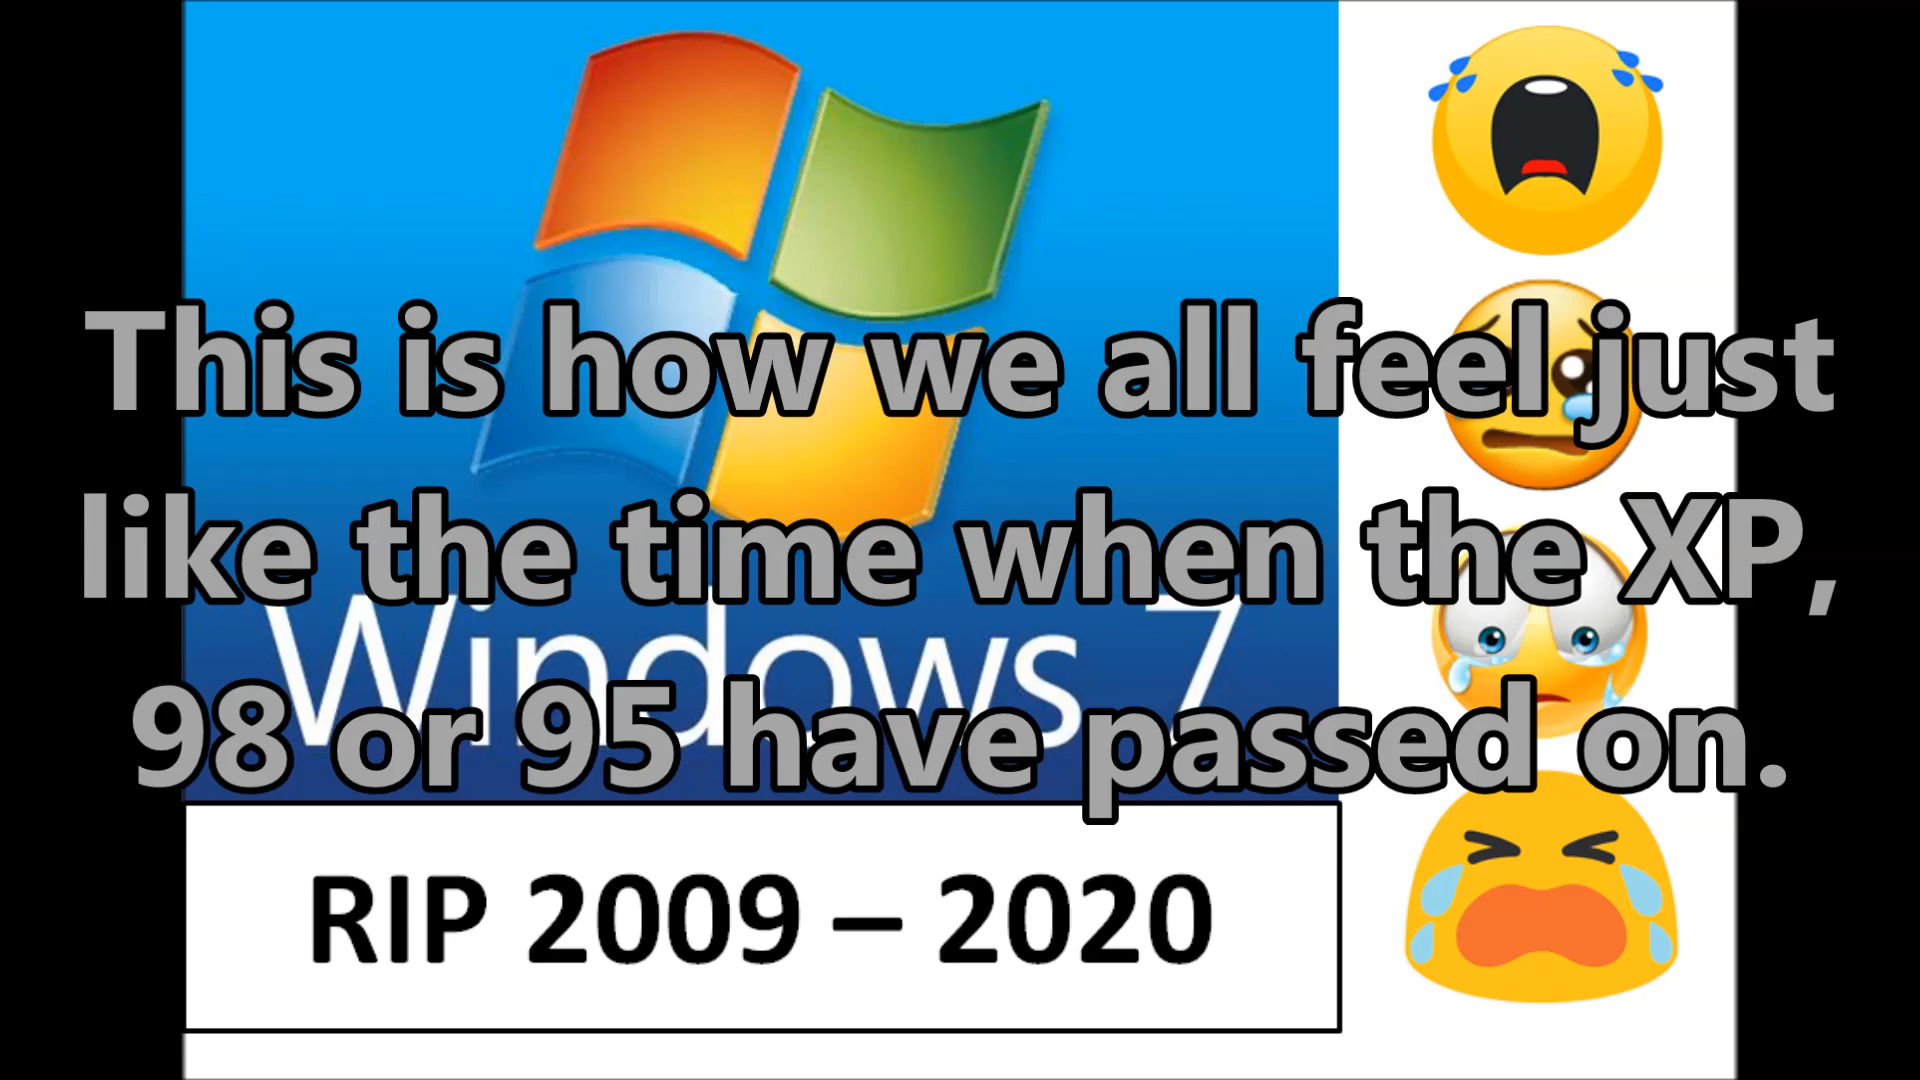 This is how we all feel just
like the time when the XP,
Windows 7
98 or 95 have passed on.
RIP 2009 – 2020